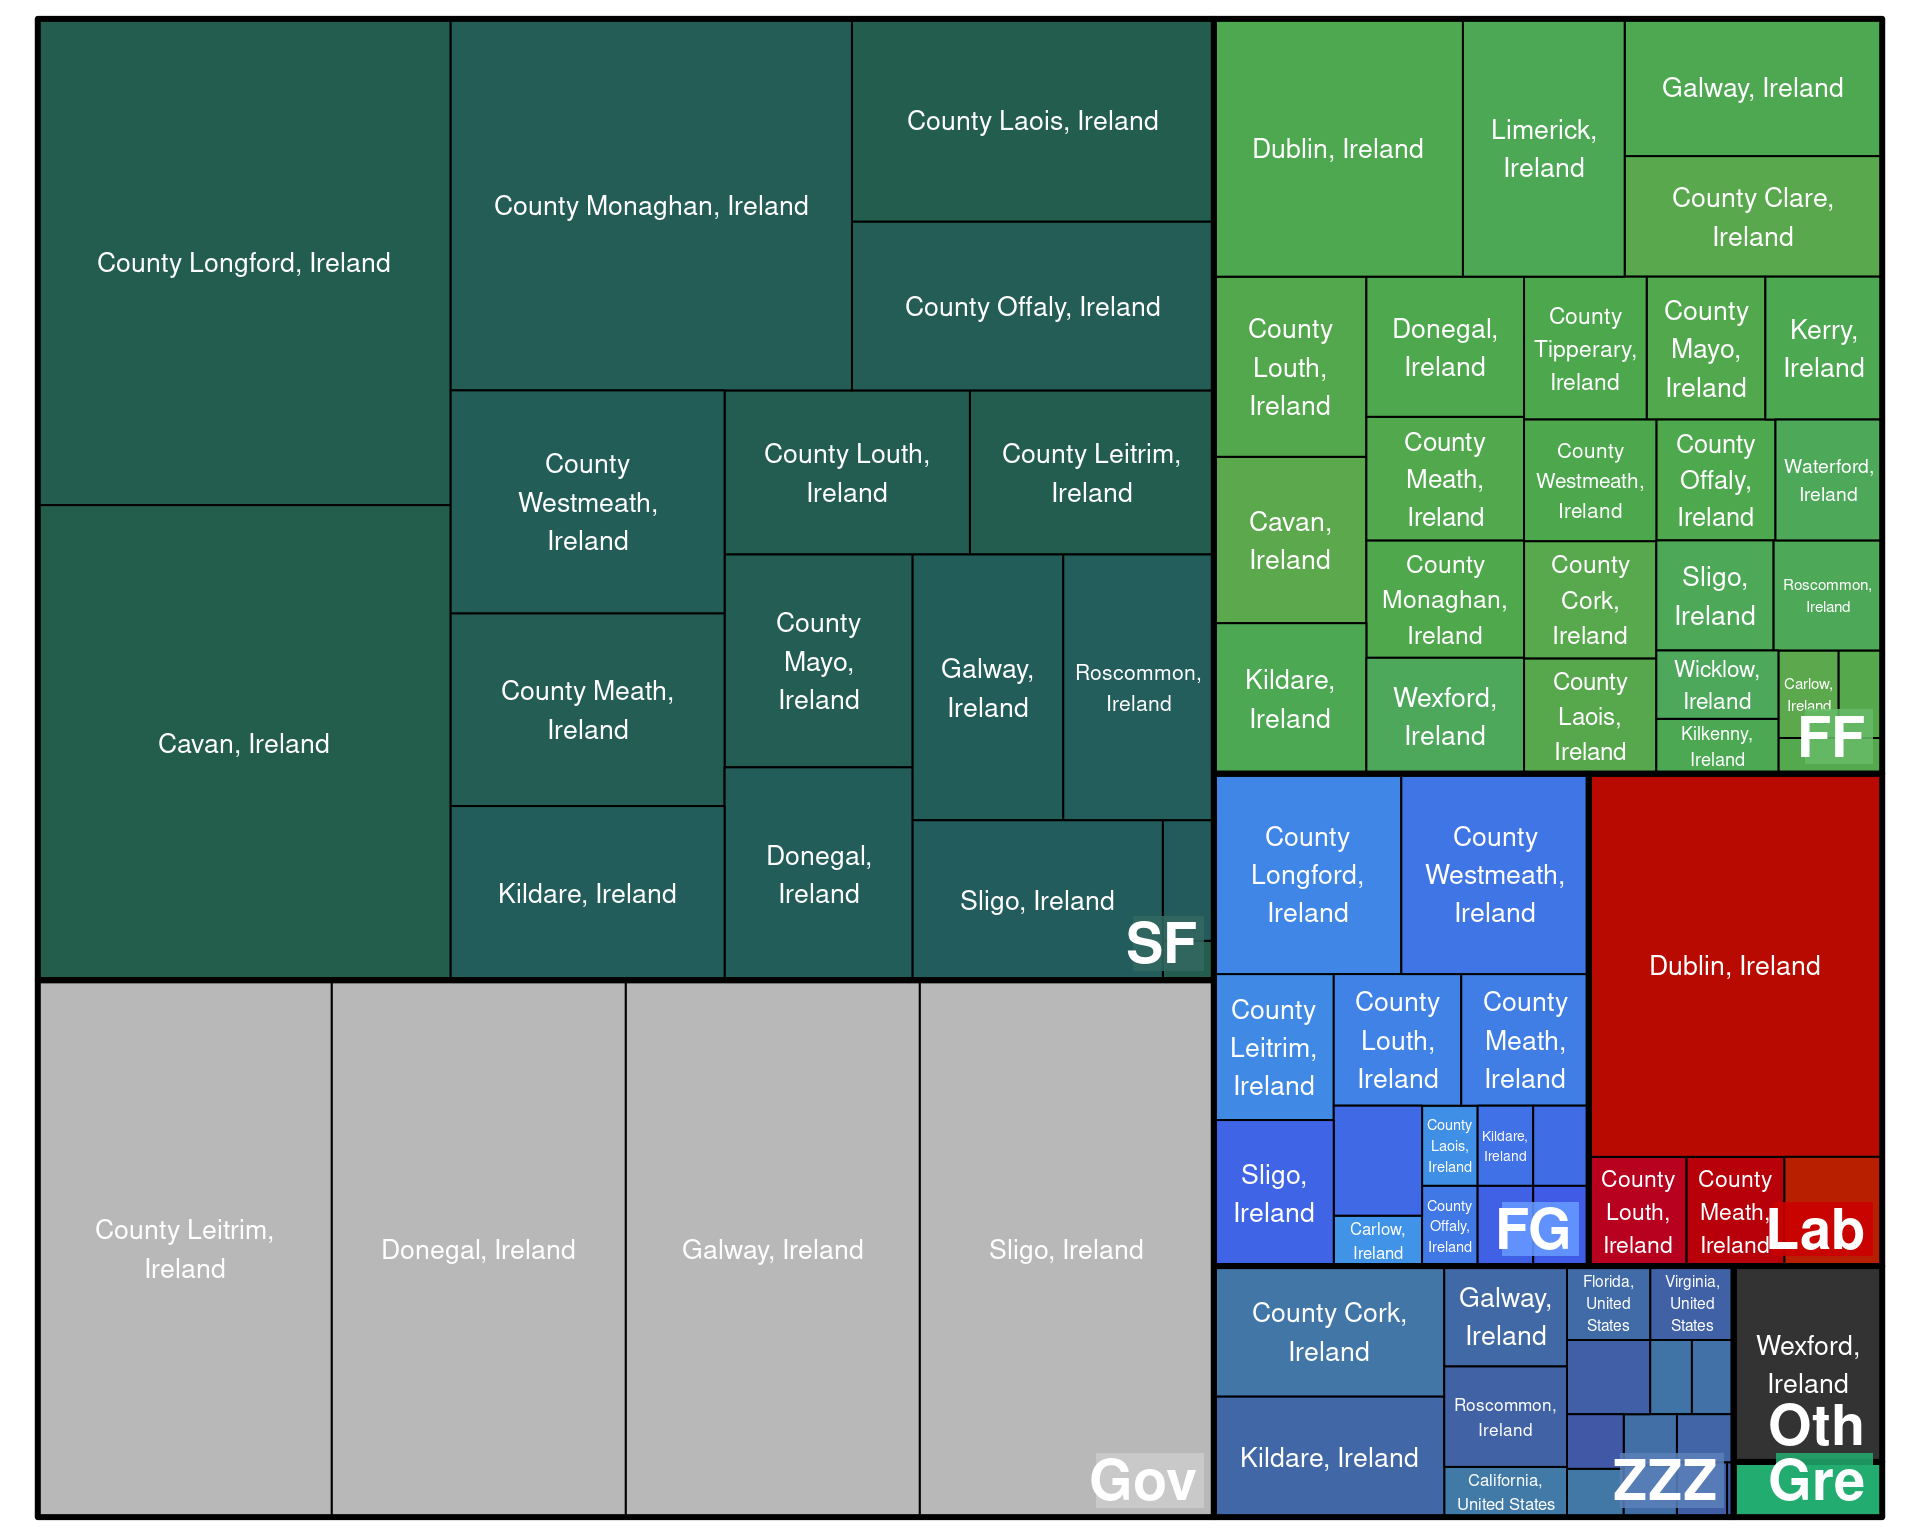 County Longford, Ireland
Cavan, Ireland
County Monaghan, Ireland
County Laois, Ireland
County Offaly, Ireland
County
Westmeath,
Ireland
County Louth,
Ireland
County Leitrim,
Ireland
County Meath,
Ireland
Kildare, Ireland
County
Mayo,
Ireland
Donegal,
Ireland
Galway,
Ireland
Roscommon,
Ireland
Sligo, Ireland
SF
County Leitrim,
Ireland
Donegal, Ireland
Galway, Ireland
Sligo, Ireland
Gov
Dublin, Ireland
Limerick,
Ireland
Galway, Ireland
County Clare,
Ireland
County
Louth,
Ireland
Cavan,
Ireland
Kildare,
Ireland
Donegal,
Ireland
County
Meath,
Ireland
County
Monaghan,
Ireland
Wexford,
Ireland
County
Tipperary,
Ireland
County
Mayo,
Ireland
Kerry,
Ireland
County
Westmeath,
Ireland
County
Offaly,
Ireland
Waterford,
Ireland
County
Cork,
Ireland
County
Laois,
Ireland
Sligo,
Ireland
Roscommon,
Ireland
Wicklow,
Ireland
Kilkenny,
Ireland
Carlow,
Ireland
FF
County
Longford,
Ireland
County
Westmeath,
Ireland
County
Leitrim,
Ireland
Sligo,
Ireland
County
Louth,
Ireland
County
Meath,
Ireland
County
Laois,
Ireland
Kildare,
Ireland
Carlow,
Ireland
County
Offaly,
Ireland
FG
Dublin, Ireland
County
Louth,
Ireland
County
Meath,
Ireland
Lab
County Cork,
Ireland
Kildare, Ireland
Galway,
Ireland
Roscommon,
Ireland
California,
United States
Florida,
United
States
Virginia,
United
States
ZZZ
Wexford,
Ireland
Oth
Gre